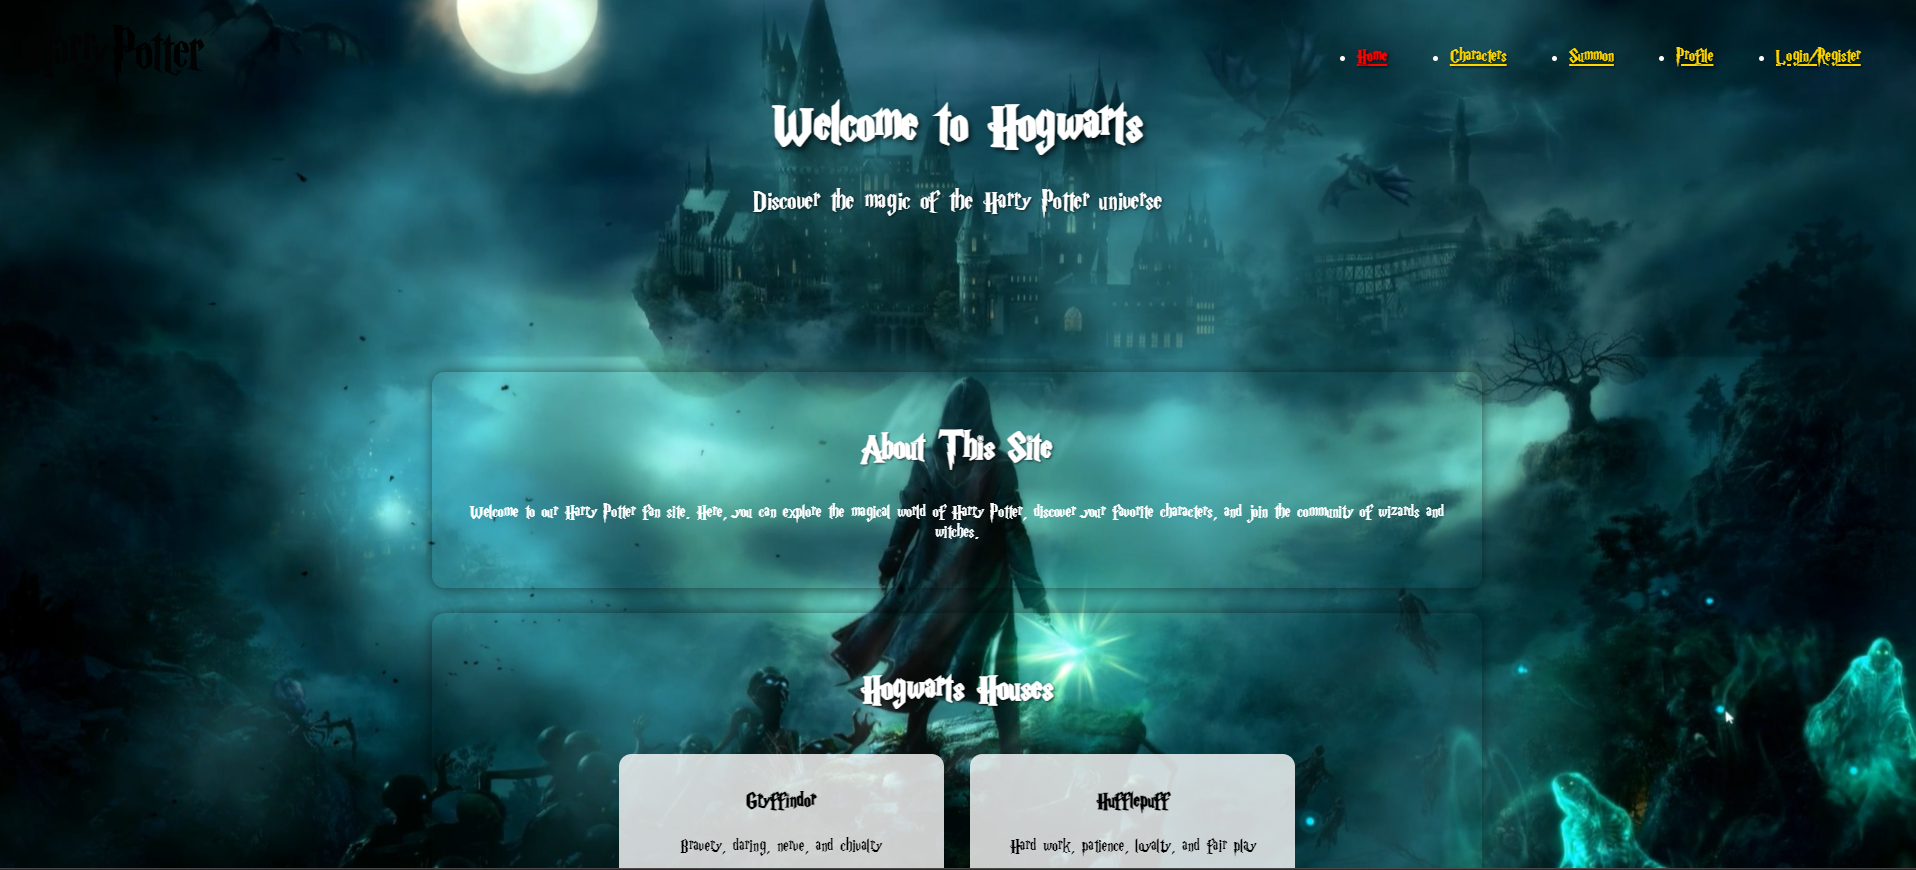 Harry Potter
Home
Characters
Summon
Profile
Login/Register
Welcome to Hogwarts
Discover the magic of the Harry Potter universe
About This Site
Welcome to our Harry Potter fan site. Here, you can explore the magical world of Harry Potter, discover your favorite characters, and join the community of wizards and
witches.
Hogwarts Houses
Gryffindor
Hufflepuff
Bravery, daring, nerve, and chivalry
Hard work, patience, loyalty, and fair play